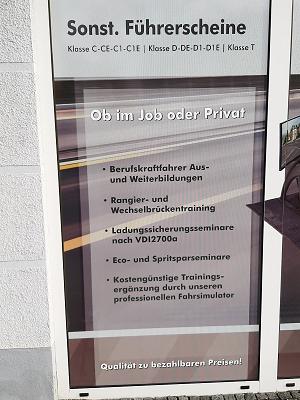 Sonst. Führerscheine
Klasse C-CE-C1-C1E | Klasse D-DE-D1-D1E | Klasse T
Ob im Job oder Privat
• Berufskraftfahrer Aus-
und Weiterbildungen
• Rangier- und
Wechselbrückentraining
• Ladungssicherungsseminare
nach VDI2700a
• Eco- und Spritsparseminare
• Kostengünstige Trainings-
ergänzung durch unseren
professionellen Fahrsimulator
Qualität zu bezahlbaren Preisen!